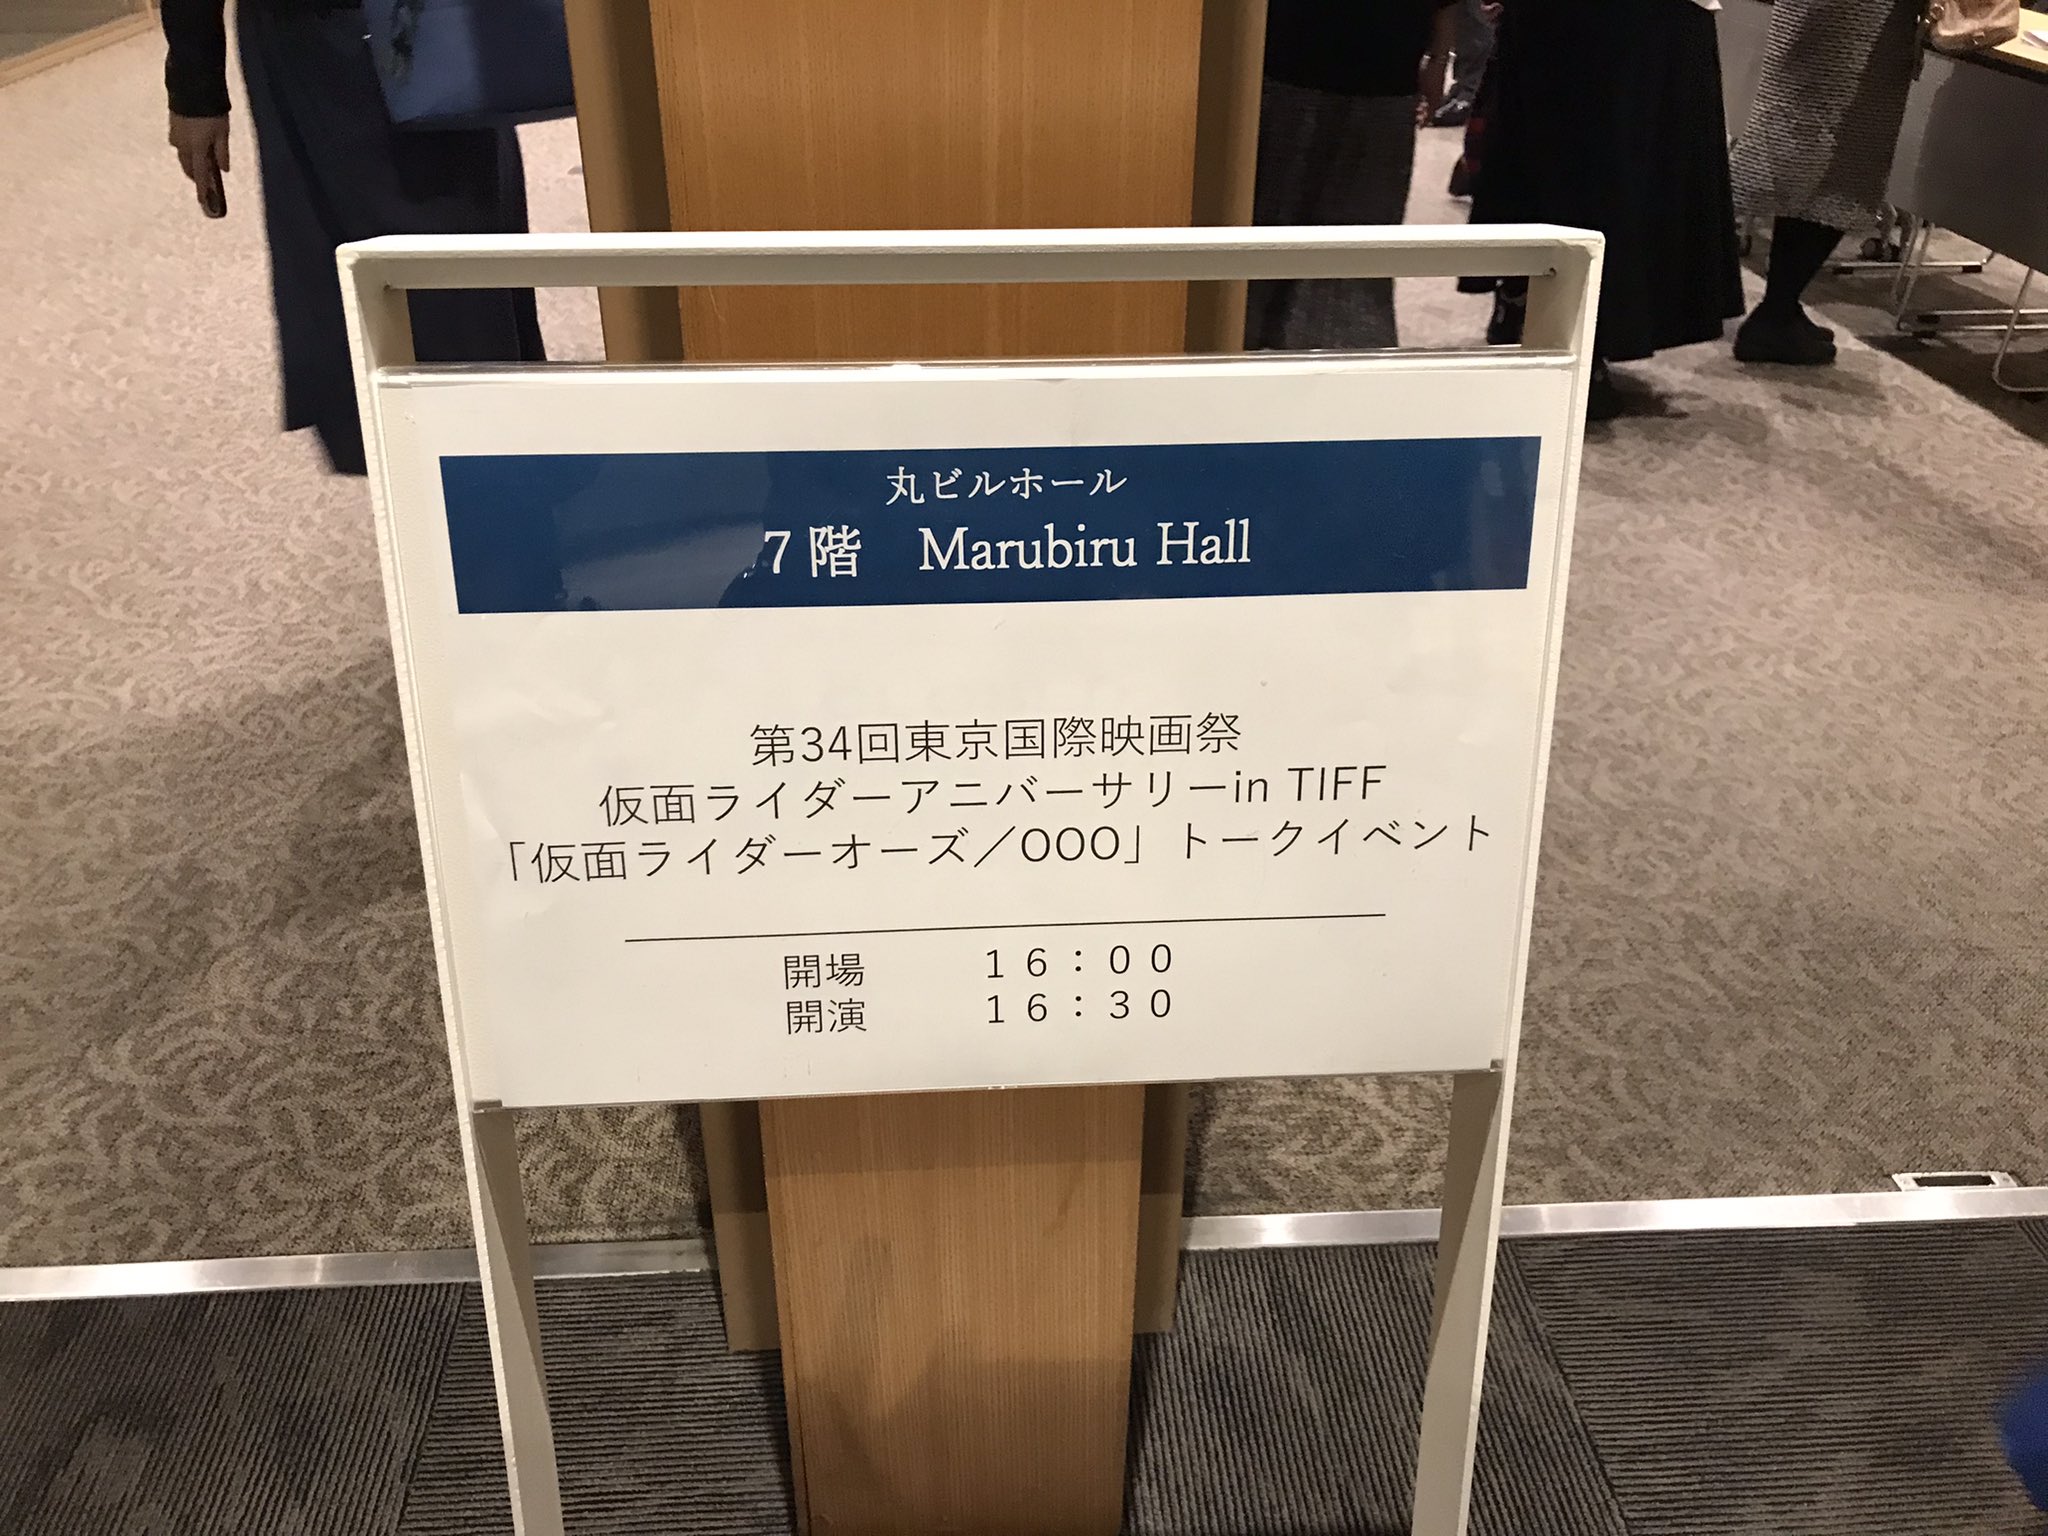 丸ビルホール
7階　Marubiru Hall
第34回東京国際映画祭
仮面ライダーアニバーサリーin TIFF
「仮面ライダーオーズ／OOO」トークイベント
開場　16：00
開演　16：30